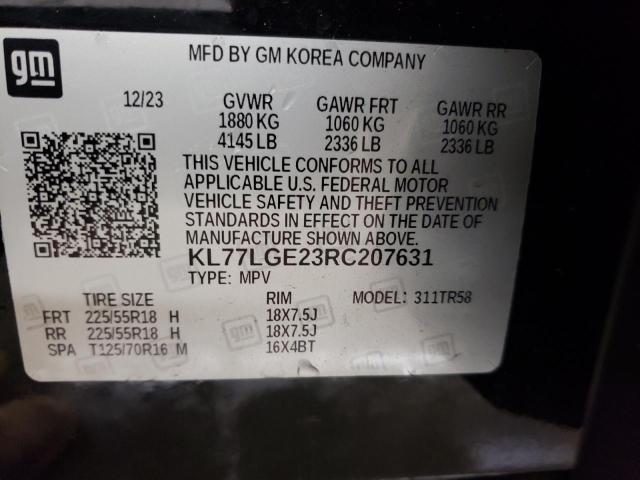 gm
MFD BY GM KOREA COMPANY
12/23 GVWR GAWR FRT GAWR RR
1880 KG 1060 KG 1060 KG
4145 LB 2336 LB 2336 LB
THIS VEHICLE CONFORMS TO ALL
APPLICABLE U.S. FEDERAL MOTOR
VEHICLE SAFETY AND THEFT PREVENTION
STANDARDS IN EFFECT ON THE DATE OF
MANUFACTURE SHOWN ABOVE.
KL77LGE23RC207631
TYPE: MPV
TIRE SIZE RIM MODEL: 311TR58
FRT 225/55R18 H 18X7.5J
RR 225/55R18 H 18X7.5J
SPA T125/70R16 M 16X4BT